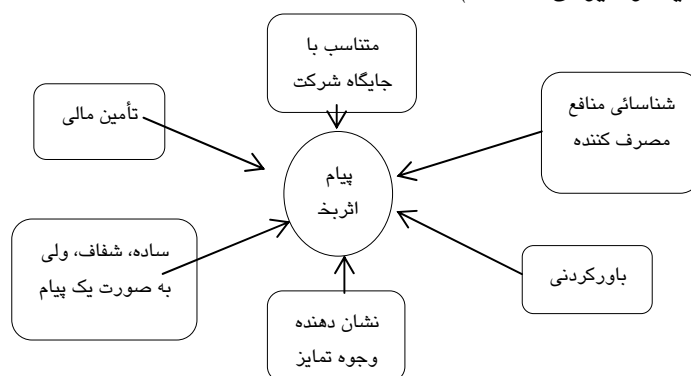 متناسب با
جایگاه شرکت
شناسائی منافع
مصرف کننده
تأمین مالی
پیام
اثربخ
ساده، شفاف، ولی
به صورت یک پیام
باورکردنی
نشان دهنده
وجوه تمایز